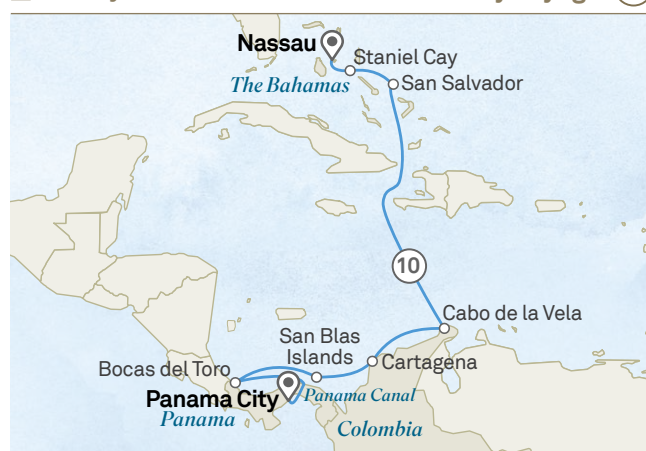 Nassau
Staniel Cay
The Bahamas
San Salvador
10
Cabo de la Vela
San Blas
Islands
Cartagena
Bocas del Toro
Panama City
Panama Canal
Panama
Colombia